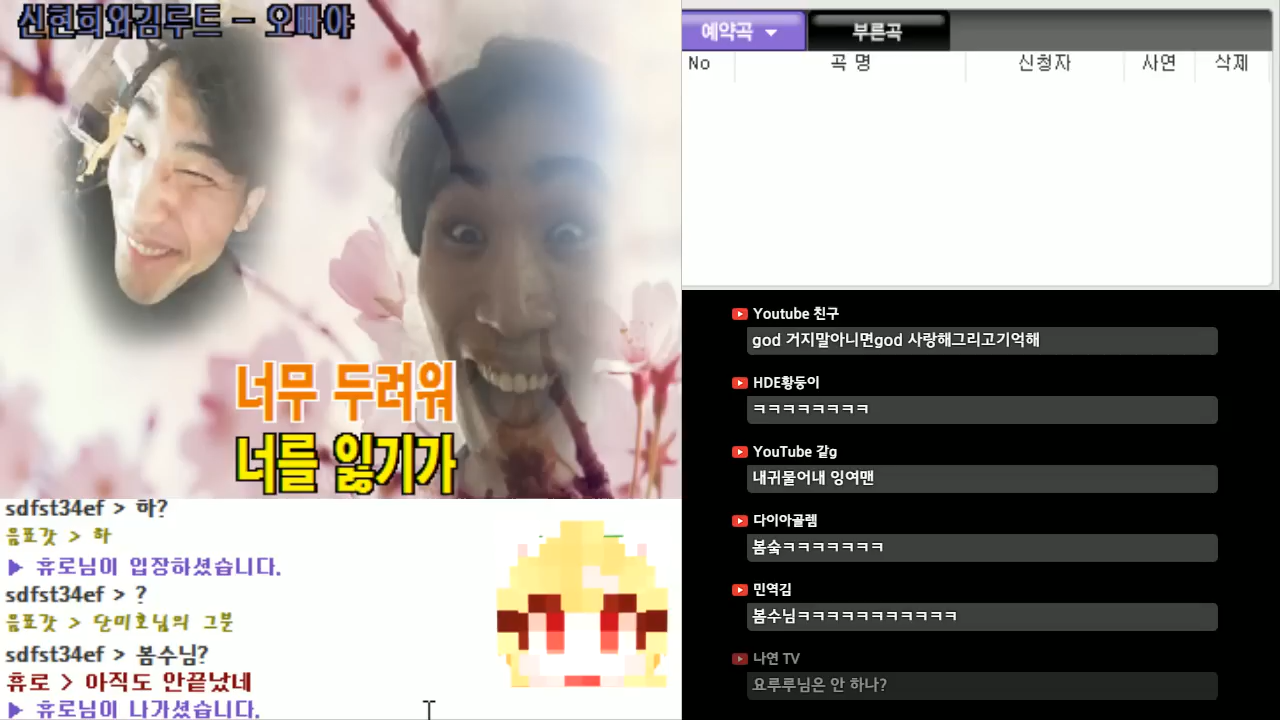 신현희와김루트 - 오빠야
너무 두려워
너를 잃기가
sdfst34ef > 하?
음표갓 > 하
▶ 휴로님이 입장하셨습니다.
sdfst34ef > ?
음표갓 > 단미호님의 그분
sdfst34ef > 봄수님?
휴로 > 아직도 안끝났네
▶ 휴로님이 나가셨습니다.
예약곡 ▼ 부른곡
No 곡 명 신청자 사연 삭제
Youtube 친구
god 거지말아니면god 사랑해그리고기억해
HDE황둥이
ㅋㅋㅋㅋㅋㅋㅋㅋ
YouTube 같g
내귀물어내 잉여맨
다이아골렘
봄숰ㅋㅋㅋㅋㅋㅋㅋ
민역김
봄수님ㅋㅋㅋㅋㅋㅋㅋㅋㅋㅋㅋ
나연 TV
요루루님은 안 하나?